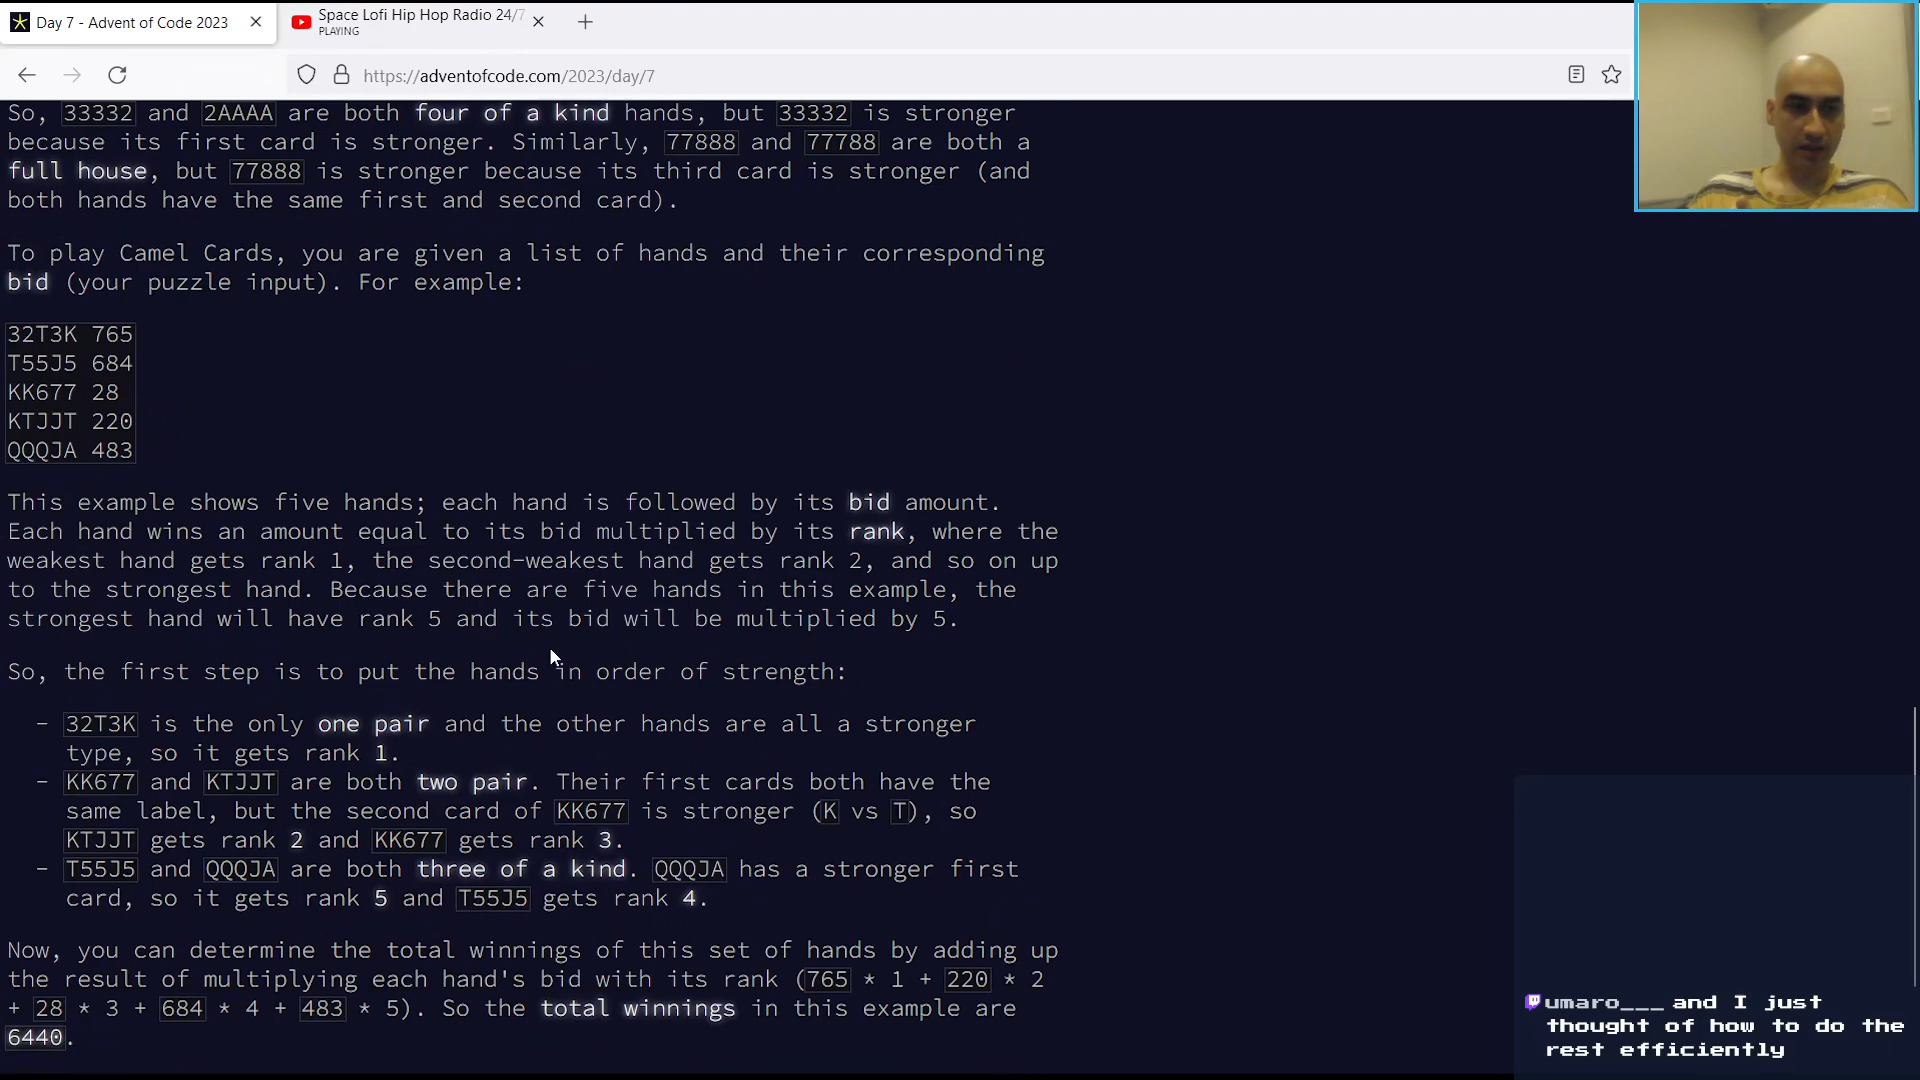 Day 7 - Advent of Code 2023
Space Lofi Hip Hop Radio 24/7
PLAYING
https://adventofcode.com/2023/day/7
So, 33332 and 2AAAA are both four of a kind hands, but 33332 is stronger
because its first card is stronger. Similarly, 77888 and 77788 are both a
full house, but 77888 is stronger because its third card is stronger (and
both hands have the same first and second card).
To play Camel Cards, you are given a list of hands and their corresponding
bid (your puzzle input). For example:
32T3K 765
T55J5 684
KK677 28
KTJJT 220
QQQJA 483
This example shows five hands; each hand is followed by its bid amount.
Each hand wins an amount equal to its bid multiplied by its rank, where the
weakest hand gets rank 1, the second-weakest hand gets rank 2, and so on up
to the strongest hand. Because there are five hands in this example, the
strongest hand will have rank 5 and its bid will be multiplied by 5.
So, the first step is to put the hands in order of strength:
- 32T3K is the only one pair and the other hands are all a stronger
type, so it gets rank 1.
- KK677 and KTJJT are both two pair. Their first cards both have the
same label, but the second card of KK677 is stronger (K vs T), so
KTJJT gets rank 2 and KK677 gets rank 3.
- T55J5 and QQQJA are both three of a kind. QQQJA has a stronger first
card, so it gets rank 5 and T55J5 gets rank 4.
Now, you can determine the total winnings of this set of hands by adding up
the result of multiplying each hand's bid with its rank (765 * 1 + 220 * 2
+ 28 * 3 + 684 * 4 + 483 * 5). So the total winnings in this example are
6440.
umaro___ and I just
thought of how to do the
rest efficiently